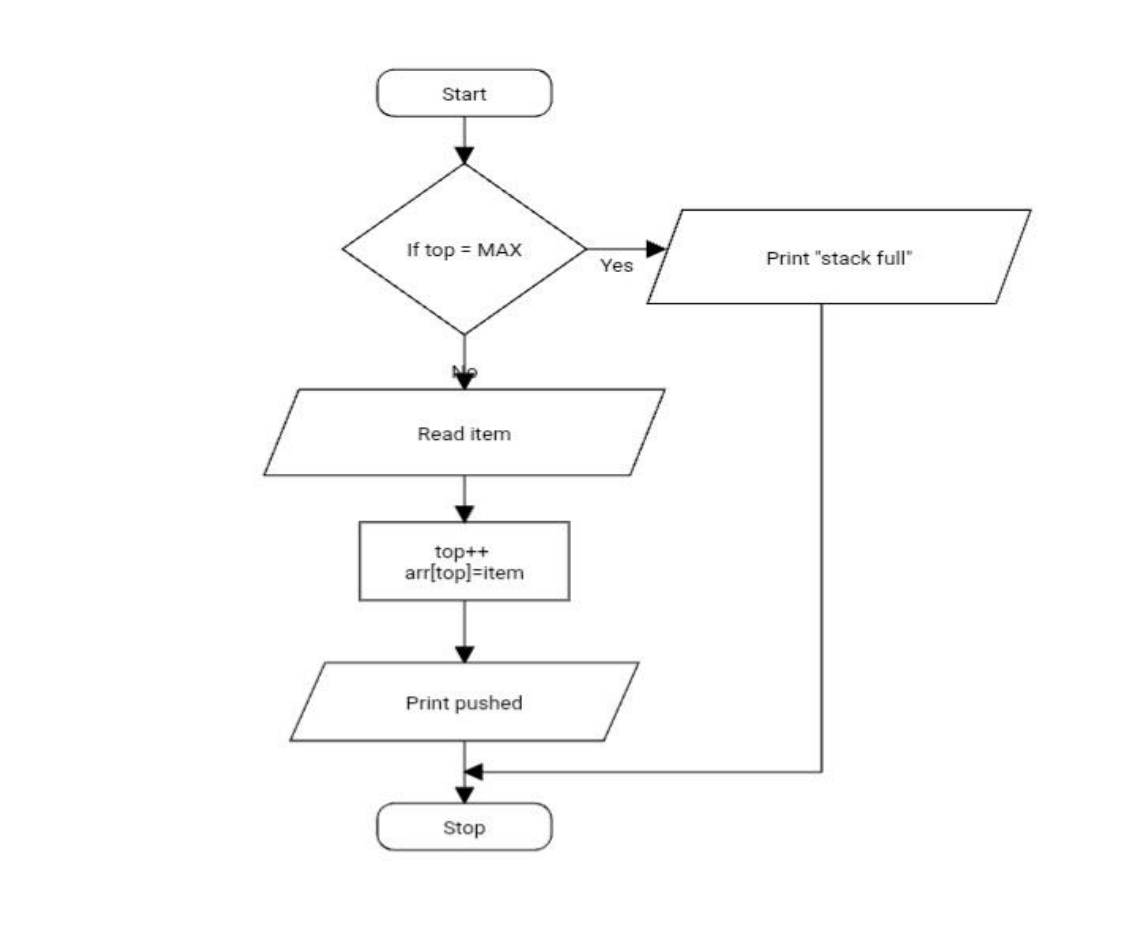 Start
If top = MAX
Yes
Print "stack full"
No
Read item
top++
arr[top]=item
Print pushed
Stop